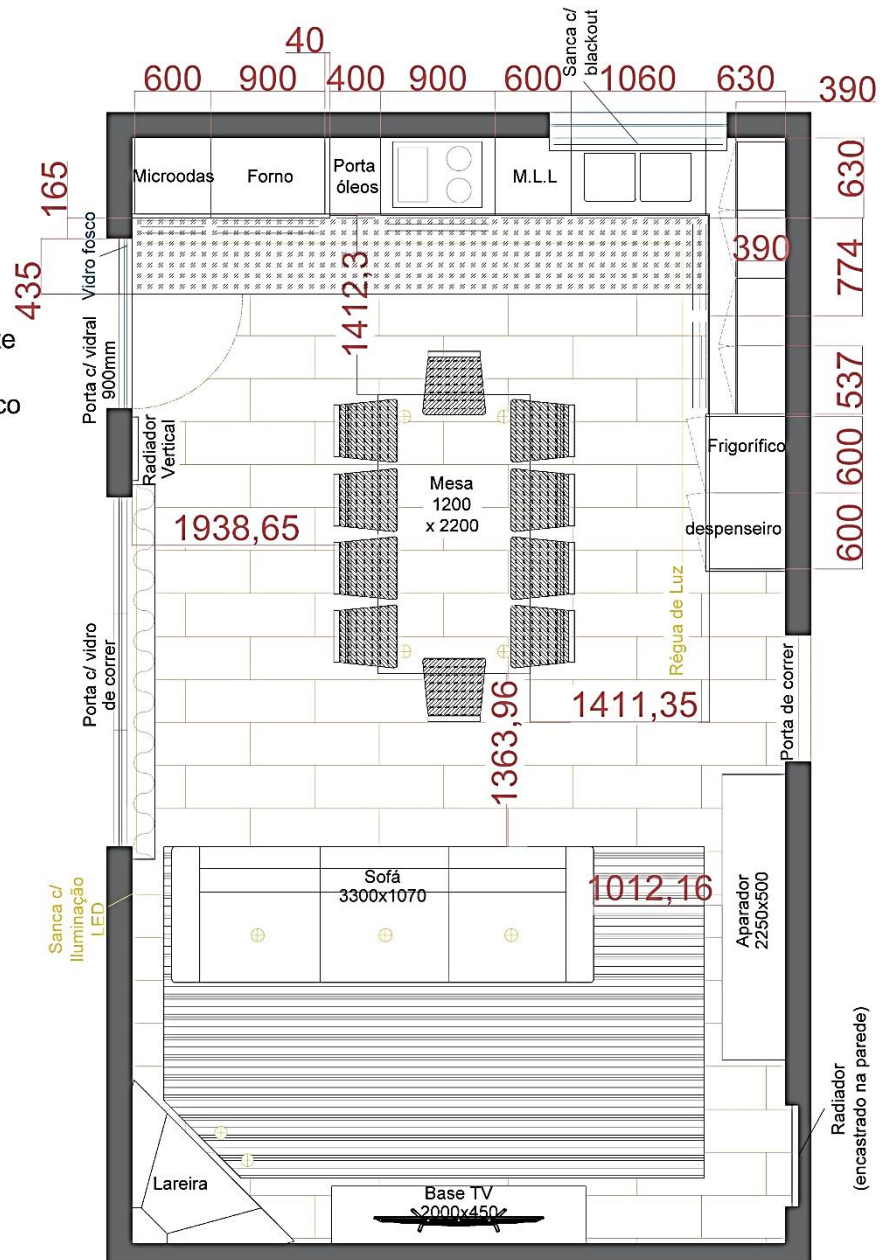 40
600
900
400
900
600
Sanca c/
blackout
1060
630
390
Microodas
Forno
Porta
óleos
M.L.L
630
165
435
Vidro fosco
1412,3
390
774
Porta c/ vidral
900mm
te
co
Radiador
Vertical
537
Frigorífico
600
Mesa
1200
x 2200
1938,65
despenseiro
600
Régua de Luz
Porta c/ vidro
de correr
1363,96
1411,35
Porta de correr
Sofá
3300x1070
1012,16
Sanca c/
Iluminação
LED
Aparador
2250x500
Radiador
(encastrado na parede)
Lareira
Base TV
2000x450